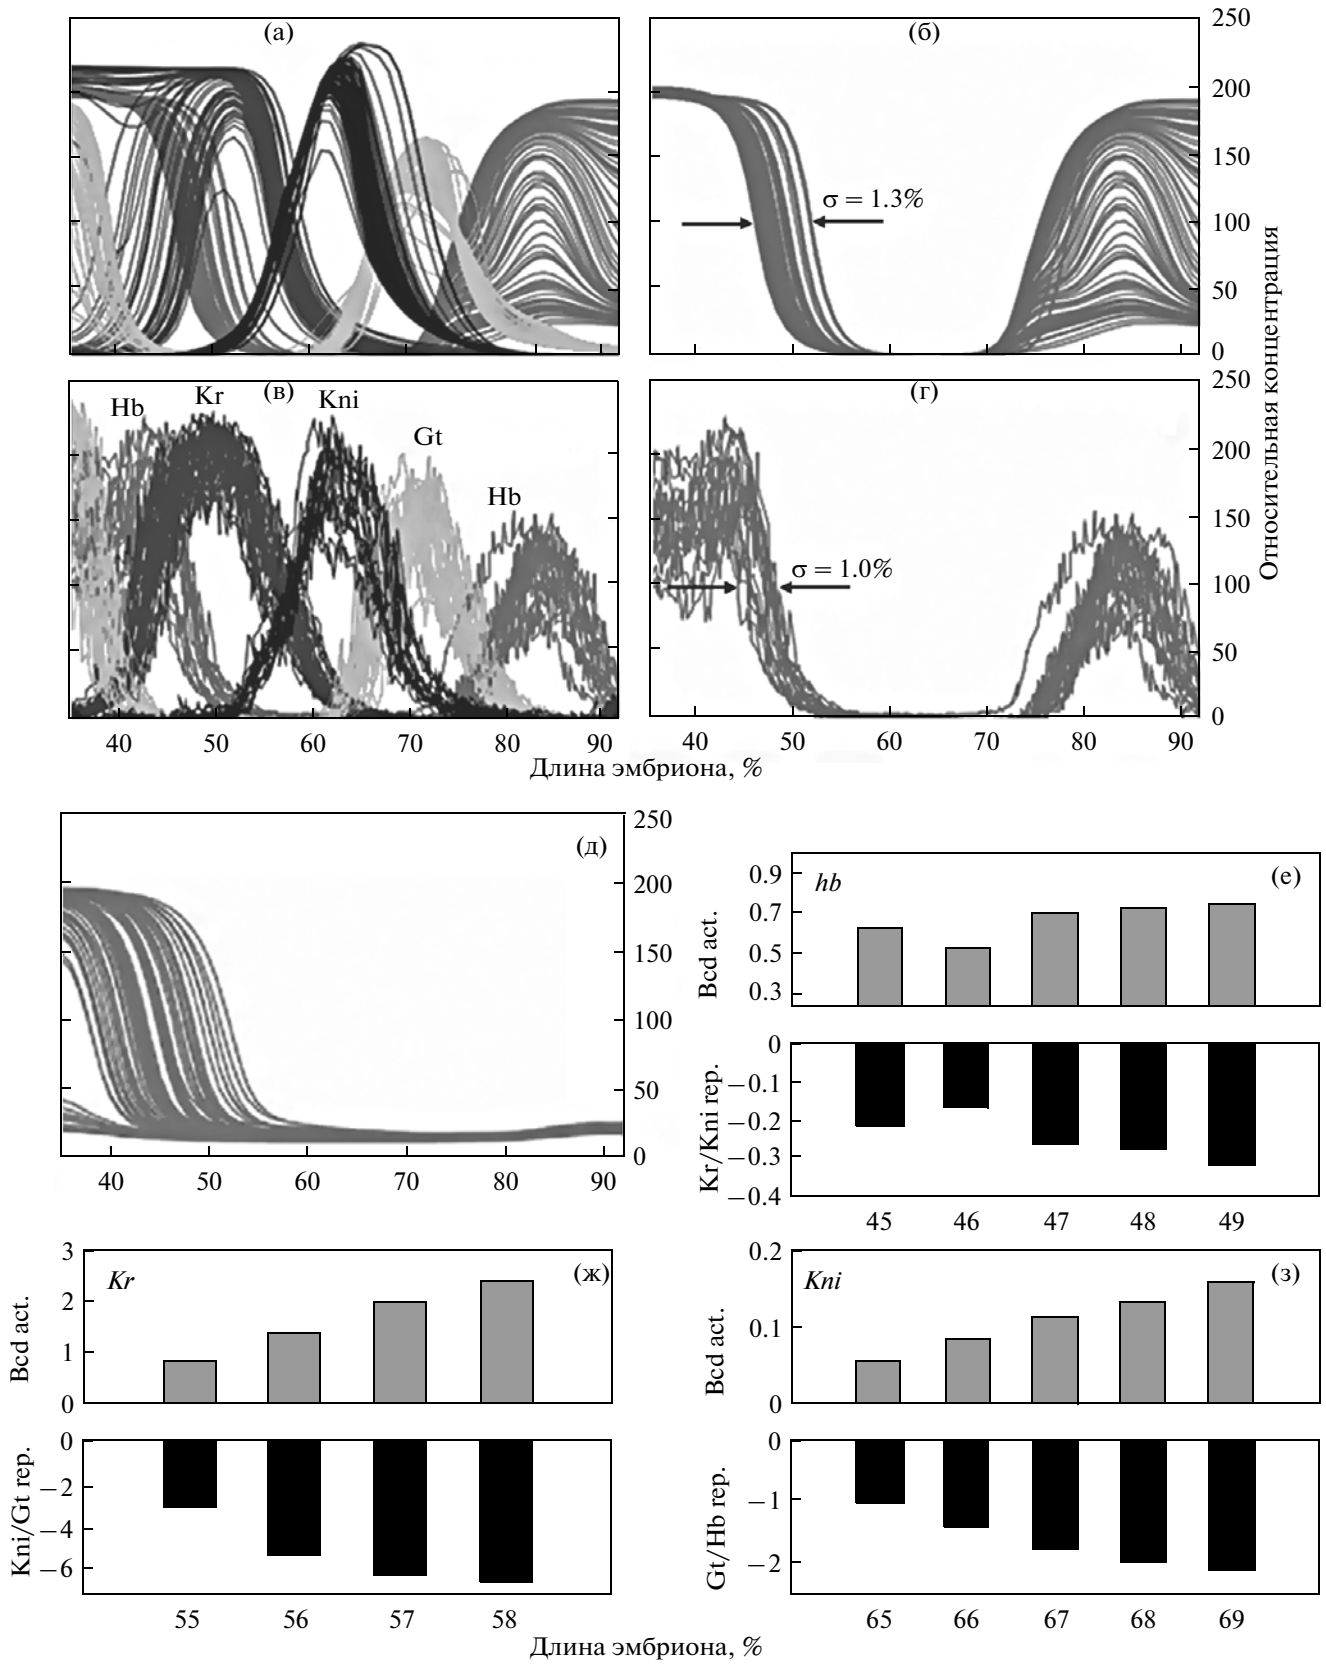 (а)
(б)
250
200
150
100
50
0
σ = 1.3%
(в)
Hb
Kr
Kni
Gt
Hb
(г)
250
200
150
100
50
0
σ = 1.0%
Относительная концентрация
40 50 60 70 80 90
40 50 60 70 80 90
Длина эмбриона, %
(д)
250
200
150
100
50
0
40 50 60 70 80 90
hb
(е)
Bcd act.
0.9
0.7
0.5
0.3
Kr/Kni rep.
0
−0.1
−0.2
−0.3
−0.4
45 46 47 48 49
Kr
(ж)
Bcd act.
3
2
1
0
Kni/Gt rep.
0
−2
−4
−6
55 56 57 58
Kni
(з)
Bcd act.
0.2
0.1
0
Gt/Hb rep.
0
−1
−2
65 66 67 68 69
Длина эмбриона, %